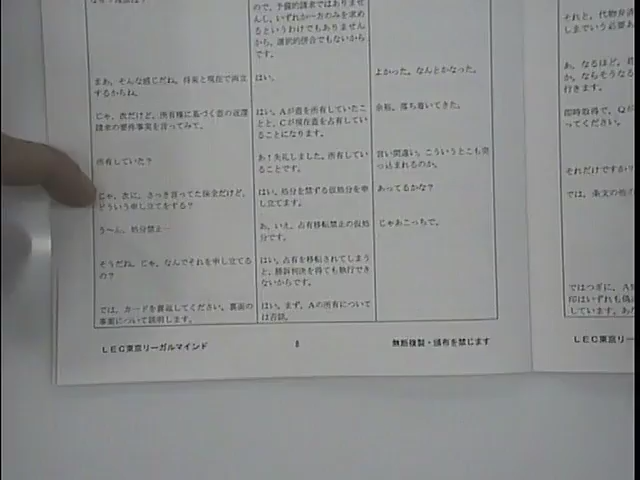 ので、予備的請求ではありませ
んし、いずれか一方のみを求め
るというわけでもありません
から、選択的併合でもないから
です。
まあ、そんな感じだね。将来と現在で両立
するからね。
はい。
よかった。なんとかなった。
じゃ、次だけど、所有権に基づく壺の返還
請求の要件事実を言ってみて。
はい。Aが壺を所有していたこ
とと、Cが現在壺を占有してい
ることになります。
余裕。落ち着いてきた。
所有していた?
あ!失礼しました。所有してい
ることです。
言い間違い。こういうとこも突
っ込まれるのか。
じゃ、次に、さっき言ってた保全だけど、
どういう申し立てをする?
はい。処分を禁ずる仮処分を申
し立てます。
あってるかな?
う〜ん、処分禁止…
あ、いえ、占有移転禁止の仮処
分です。
じゃあこっちで。
そうだね。じゃ、なんでそれを申し立てる
の?
はい。占有を移転されてしまう
と、勝訴判決を得ても執行でき
ないからです。
では、カードを裏返してください。裏面の
事案について説明します。
はい。まず、Aの所有について
は否認。
LEC東京リーガルマインド
8
無断複製・頒布を禁じます
それと、代物弁済
しまでいう必要あ
あ、なるほど。
か。ならそうなる
行きます。
即時取得で、Qが
ってください。
それだけですか?
では、条文の
ではつぎに、
印はいずれも偽
しています。あ
LEC東京リー